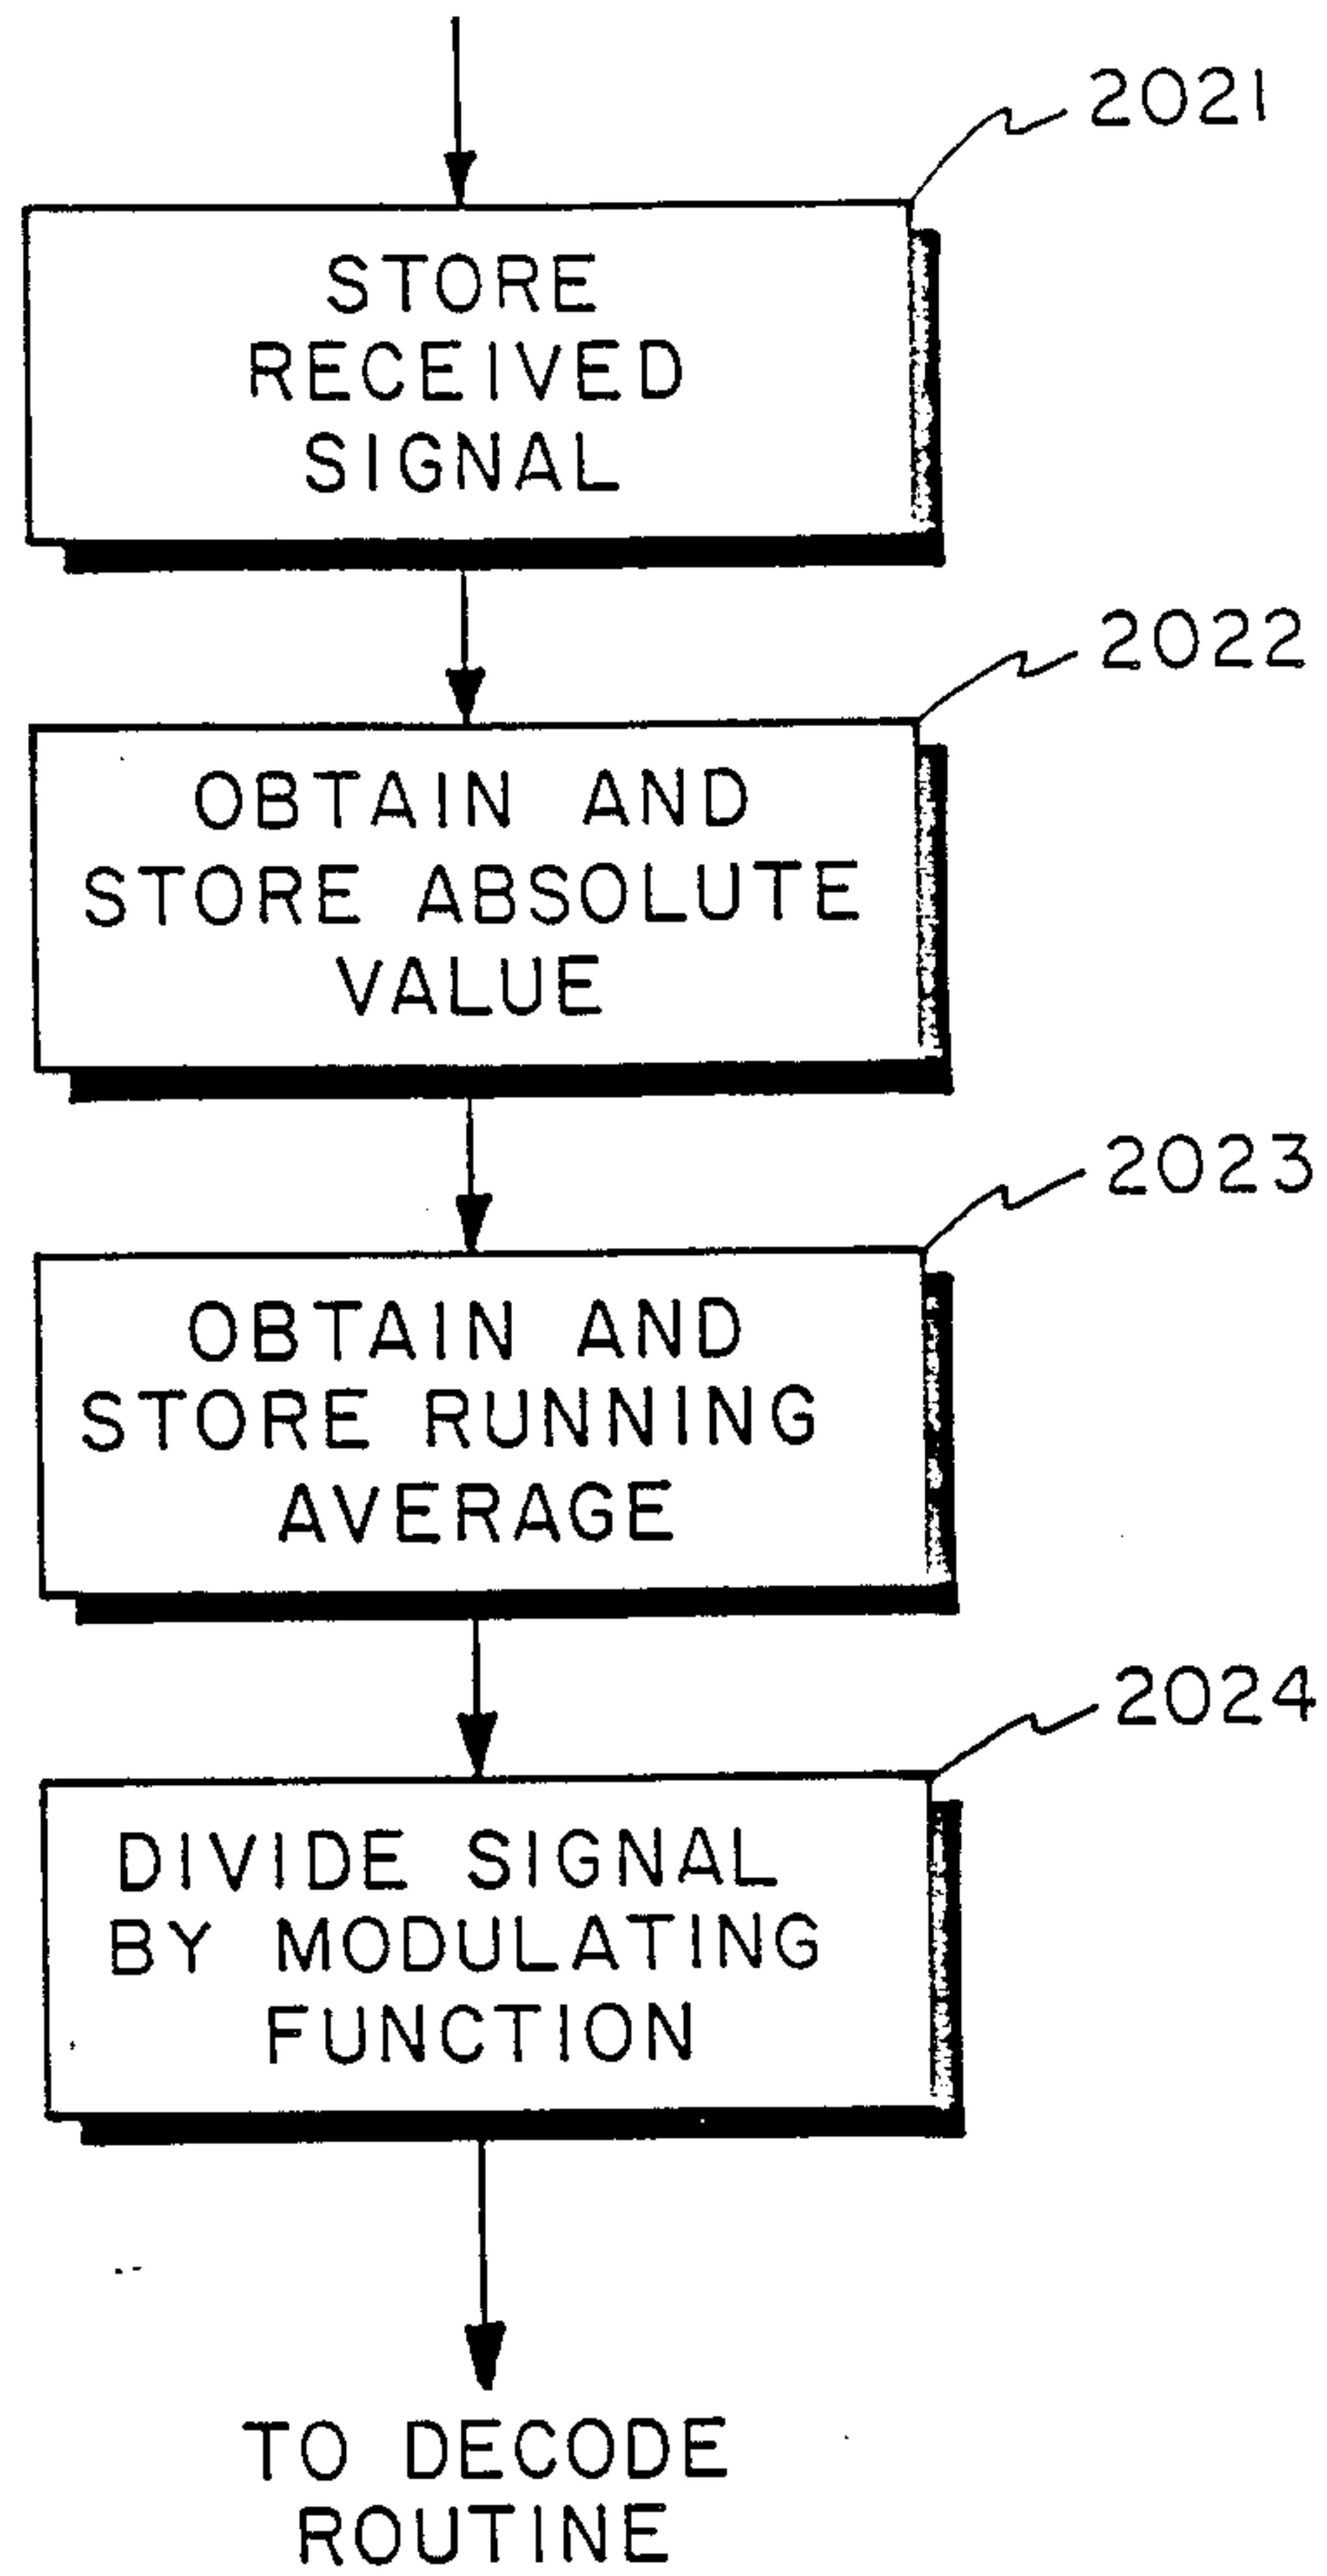 2021
STORE
RECEIVED
SIGNAL
2022
OBTAIN AND
STORE ABSOLUTE
VALUE
2023
OBTAIN AND
STORE RUNNING
AVERAGE
2024
DIVIDE SIGNAL
BY MODULATING
FUNCTION
TO DECODE
ROUTINE